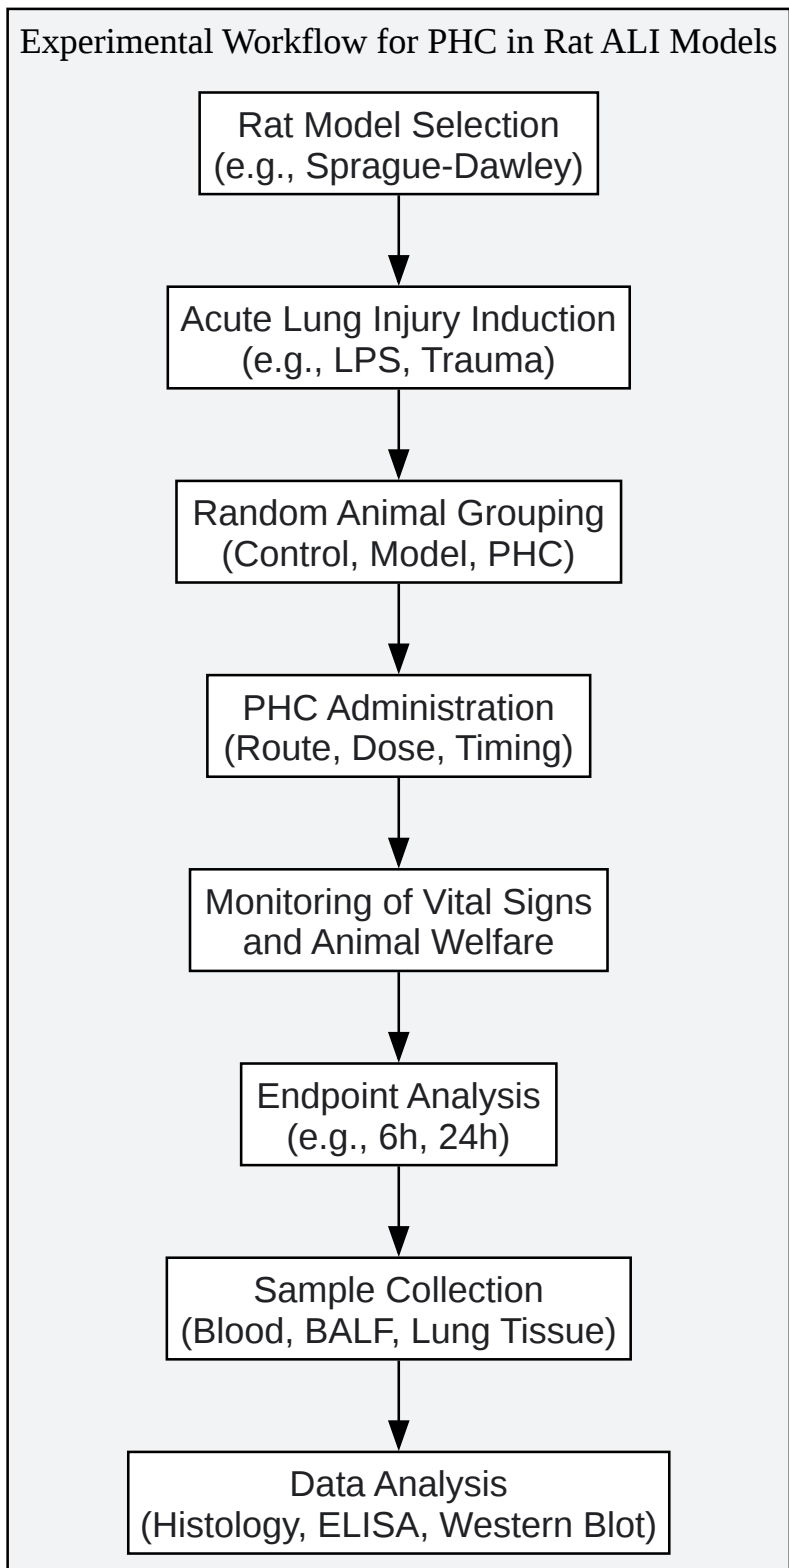 Experimental Workflow for PHC in Rat ALI Models
Rat Model Selection
(e.g., Sprague-Dawley)
Acute Lung Injury Induction
(e.g., LPS, Trauma)
Random Animal Grouping
(Control, Model, PHC)
PHC Administration
(Route, Dose, Timing)
Monitoring of Vital Signs
and Animal Welfare
Endpoint Analysis
(e.g., 6h, 24h)
Sample Collection
(Blood, BALF, Lung Tissue)
Data Analysis
(Histology, ELISA, Western Blot)